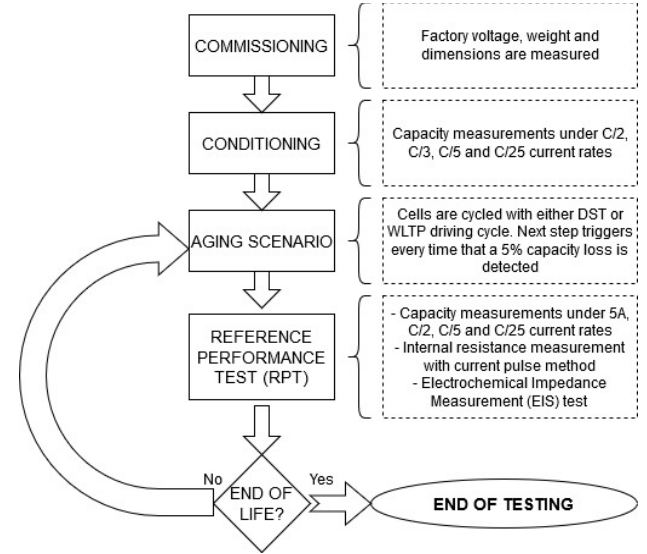 COMMISSIONING
Factory voltage, weight and
dimensions are measured
CONDITIONING
Capacity measurements under C/2,
C/3, C/5 and C/25 current rates
AGING SCENARIO
Cells are cycled with either DST or
WLTP driving cycle. Next step triggers
every time that a 5% capacity loss is
detected
REFERENCE
PERFORMANCE
TEST (RPT)
- Capacity measurements under 5A,
C/2, C/5 and C/25 current rates
- Internal resistance measurement
with current pulse method
- Electrochemical Impedance
Measurement (EIS) test
No
END OF
LIFE?
Yes
END OF TESTING